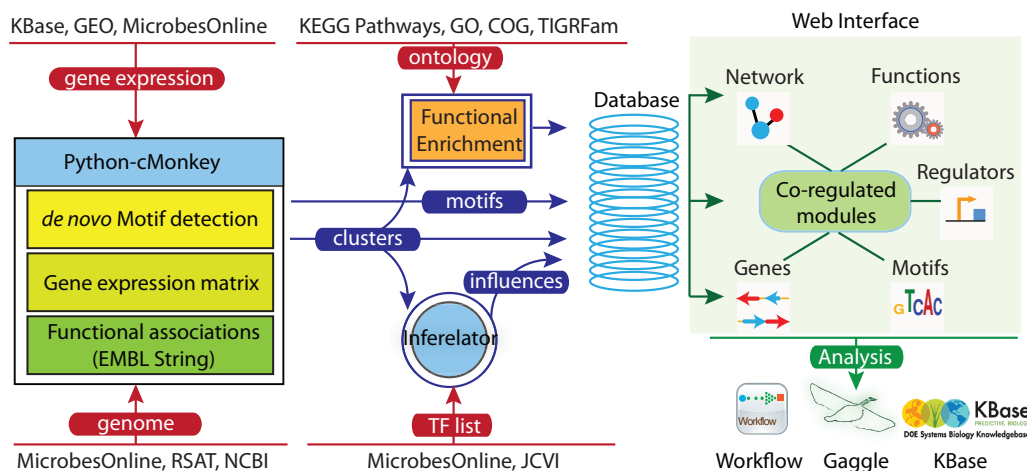 KBase, GEO, MicrobesOnline
gene expression
Python-cMonkey
de novo Motif detection
Gene expression matrix
Functional associations
(EMBL String)
genome
MicrobesOnline, RSAT, NCBI
KEGG Pathways, GO, COG, TIGRFam
ontology
Functional
Enrichment
motifs
clusters
influences
Inferelator
TF list
MicrobesOnline, JCVI
Database
Web Interface
Network
Functions
Co-regulated
modules
Regulators
Genes
Motifs
GTCAC
Analysis
Workflow
KBase
PREDICTIVE BIOLOGY
DOE Systems Biology Knowledgebase
Workflow
Gaggle
KBase